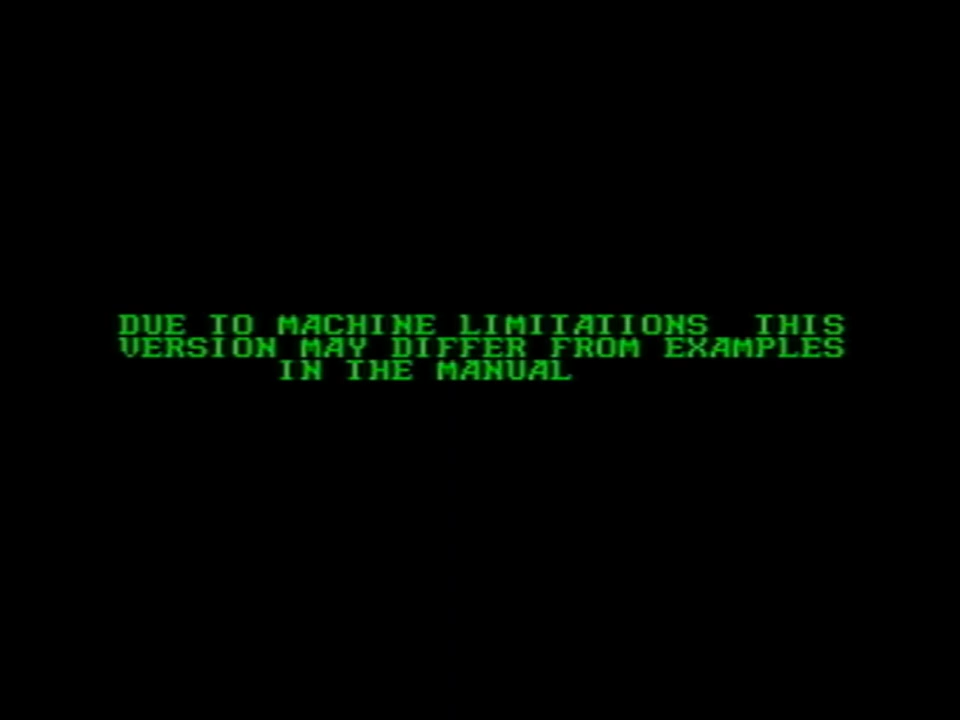 DUE TO MACHINE LIMITATIONS  THIS
VERSION MAY DIFFER FROM EXAMPLES
IN THE MANUAL